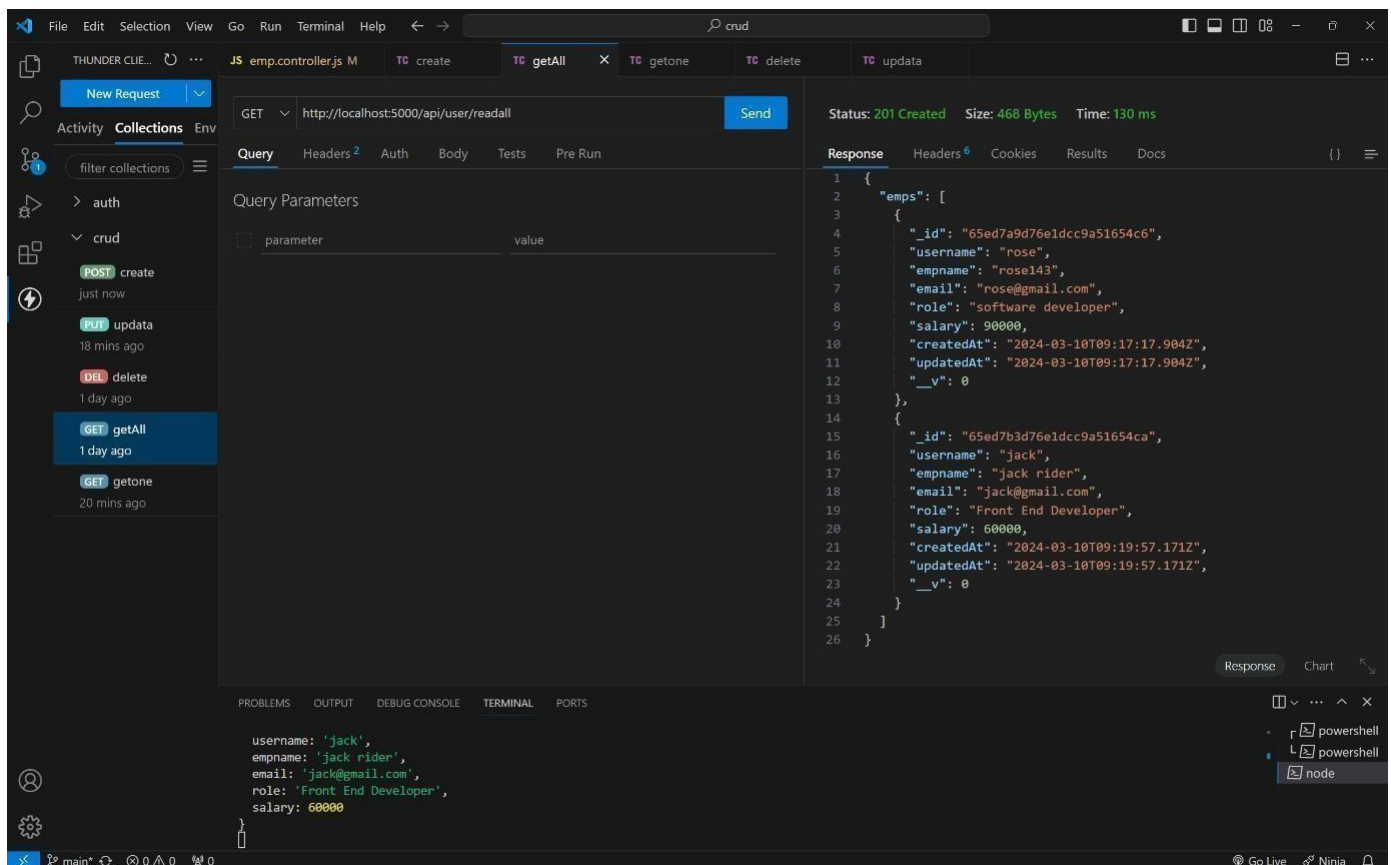 File Edit Selection View Go Run Terminal Help crud
THUNDER CLIE...
JS emp.controller.js M TC create TC getAll TC getone TC delete TC updata
New Request
Activity Collections Env
filter collections
auth
crud
POST create
just now
PUT updata
18 mins ago
DEL delete
1 day ago
GET getAll
1 day ago
GET getone
20 mins ago
GET http://localhost:5000/api/user/readall Send
Query Headers 2 Auth Body Tests Pre Run
Query Parameters
parameter value
Status: 201 Created Size: 468 Bytes Time: 130 ms
Response Headers 6 Cookies Results Docs {}
1 {
2 "emps": [
3 {
4 "_id": "65ed7a9d76e1dcc9a51654c6",
5 "username": "rose",
6 "empname": "rose143",
7 "email": "rose@gmail.com",
8 "role": "software developer",
9 "salary": 90000,
10 "createdAt": "2024-03-10T09:17:17.904Z",
11 "updatedAt": "2024-03-10T09:17:17.904Z",
12 "__v": 0
13 },
14 {
15 "_id": "65ed7b3d76e1dcc9a51654ca",
16 "username": "jack",
17 "empname": "jack rider",
18 "email": "jack@gmail.com",
19 "role": "Front End Developer",
20 "salary": 60000,
21 "createdAt": "2024-03-10T09:19:57.171Z",
22 "updatedAt": "2024-03-10T09:19:57.171Z",
23 "__v": 0
24 }
25 ]
26 }
Response Chart
PROBLEMS OUTPUT DEBUG CONSOLE TERMINAL PORTS
username: 'jack',
empname: 'jack rider',
email: 'jack@gmail.com',
role: 'Front End Developer',
salary: 60000
}
powershell
powershell
node
main* 0 0 0 Go Live Ninja